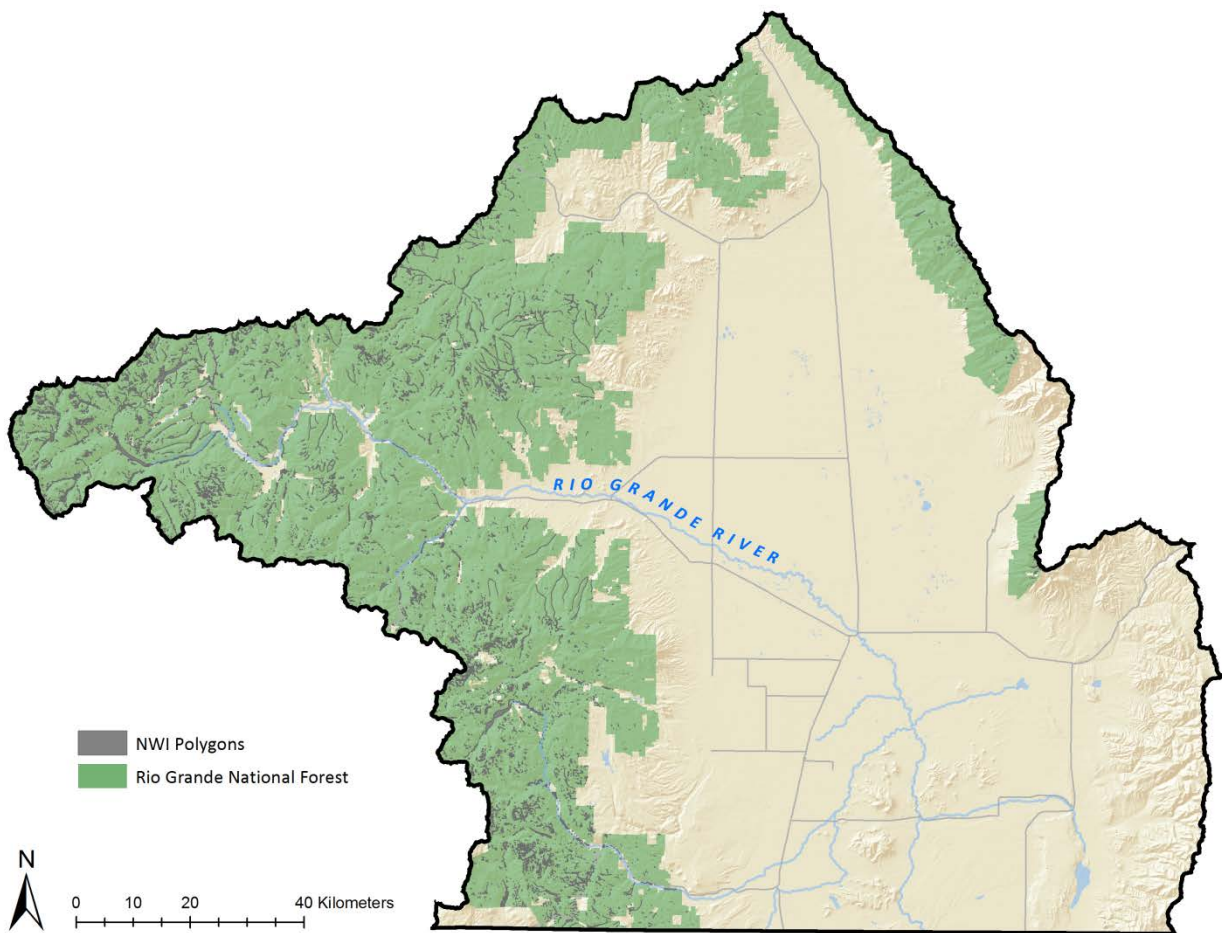 RIO GRANDE RIVER
NWI Polygons
Rio Grande National Forest
N
0 10 20 40 Kilometers